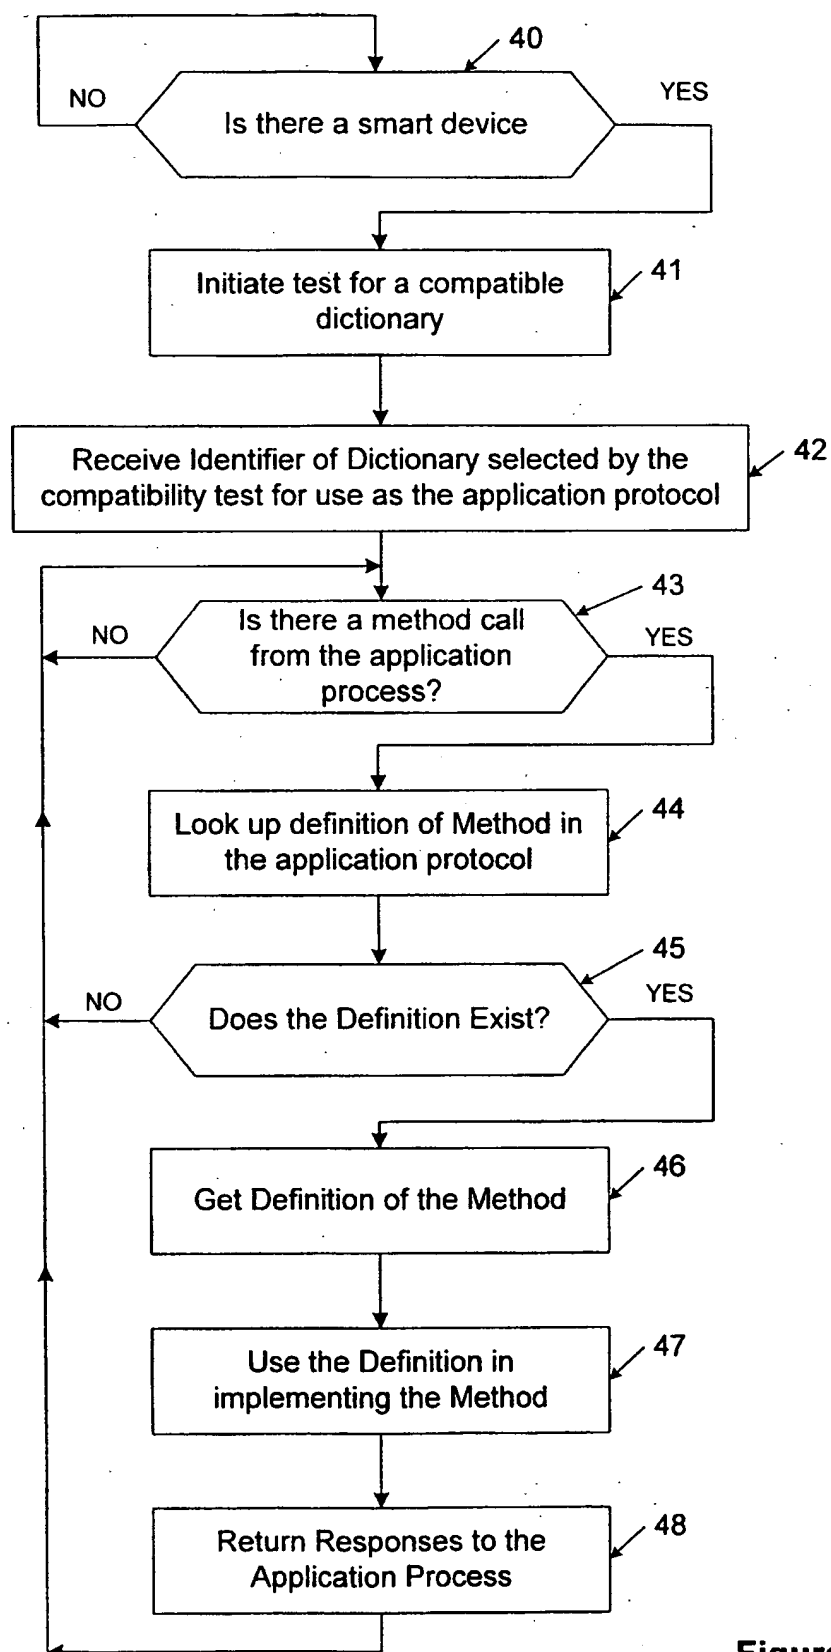 40
NO
YES
Is there a smart device
41
Initiate test for a compatible
dictionary
42
Receive Identifier of Dictionary selected by the
compatibility test for use as the application protocol
43
NO
YES
Is there a method call
from the application
process?
44
Look up definition of Method in
the application protocol
45
NO
YES
Does the Definition Exist?
46
Get Definition of the Method
47
Use the Definition in
implementing the Method
48
Return Responses to the
Application Process
Figure